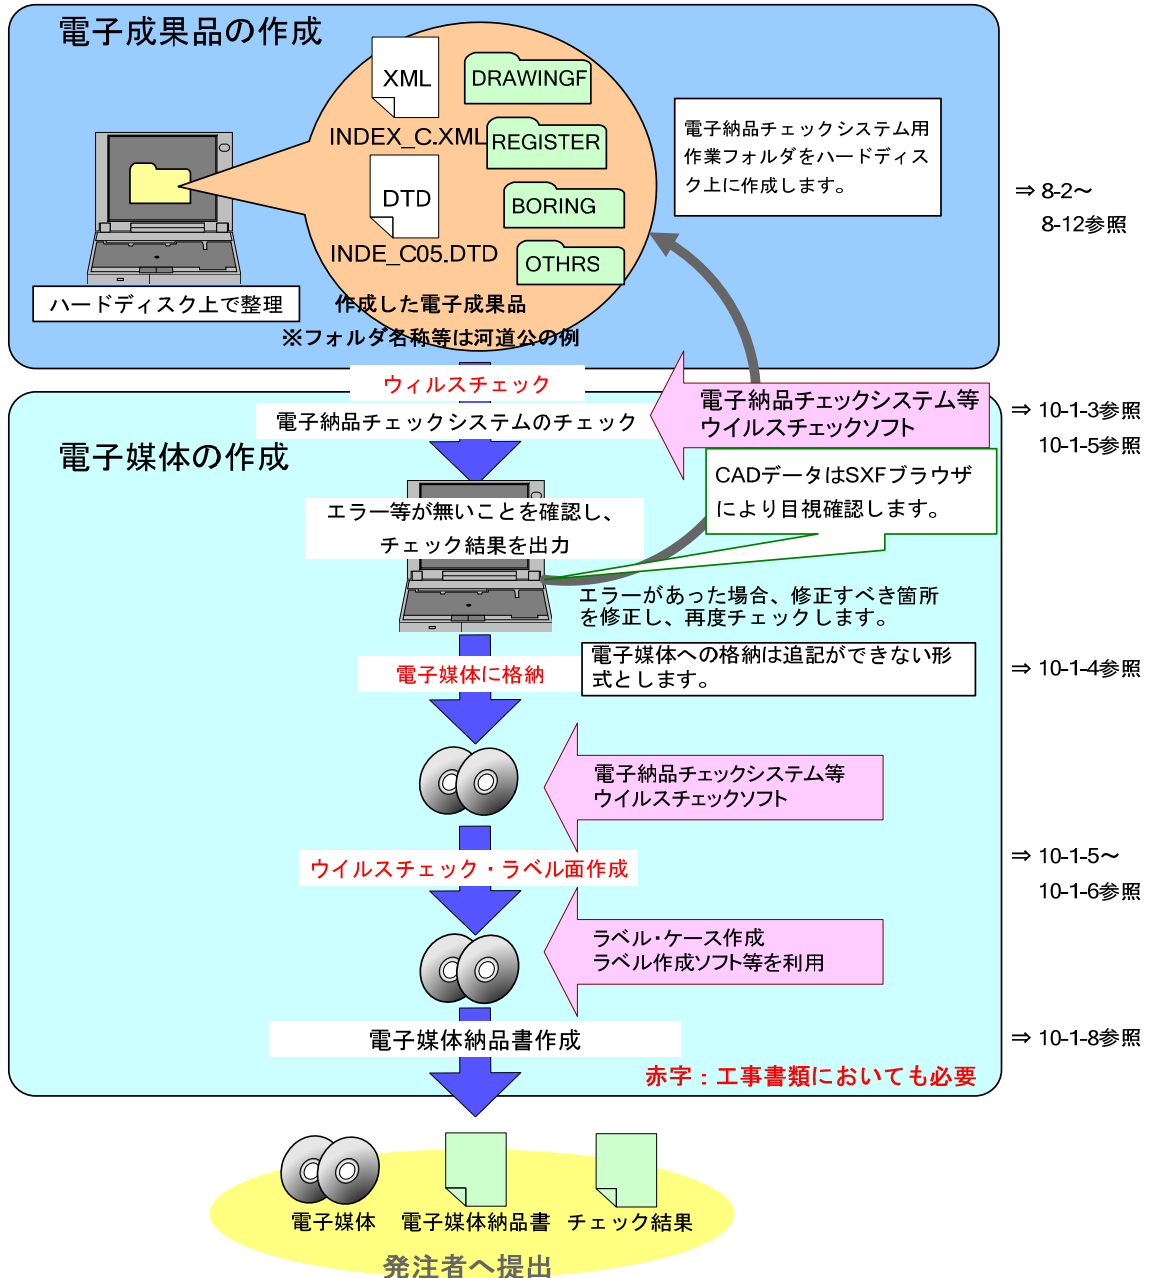 電子成果品の作成
XML
DRAWINGF
INDEX_C.XML
REGISTER
DTD
BORING
INDE_C05.DTD
OTHRS
ハードディスク上で整理
作成した電子成果品
※フォルダ名称等は河道公の例
電子納品チェックシステム用
作業フォルダをハードディス
ク上に作成します。
⇒ 8-2～
8-12参照
ウィルスチェック
電子納品チェックシステムのチェック
電子納品チェックシステム等
ウイルスチェックソフト
⇒ 10-1-3参照
10-1-5参照
電子媒体の作成
CADデータはSXFブラウザ
により目視確認します。
エラー等が無いことを確認し、
チェック結果を出力
エラーがあった場合、修正すべき箇所
を修正し、再度チェックします。
電子媒体に格納
電子媒体への格納は追記ができない形
式とします。
⇒ 10-1-4参照
電子納品チェックシステム等
ウイルスチェックソフト
ウイルスチェック・ラベル面作成
⇒ 10-1-5～
10-1-6参照
ラベル・ケース作成
ラベル作成ソフト等を利用
電子媒体納品書作成
⇒ 10-1-8参照
赤字：工事書類においても必要
電子媒体
電子媒体納品書
チェック結果
発注者へ提出